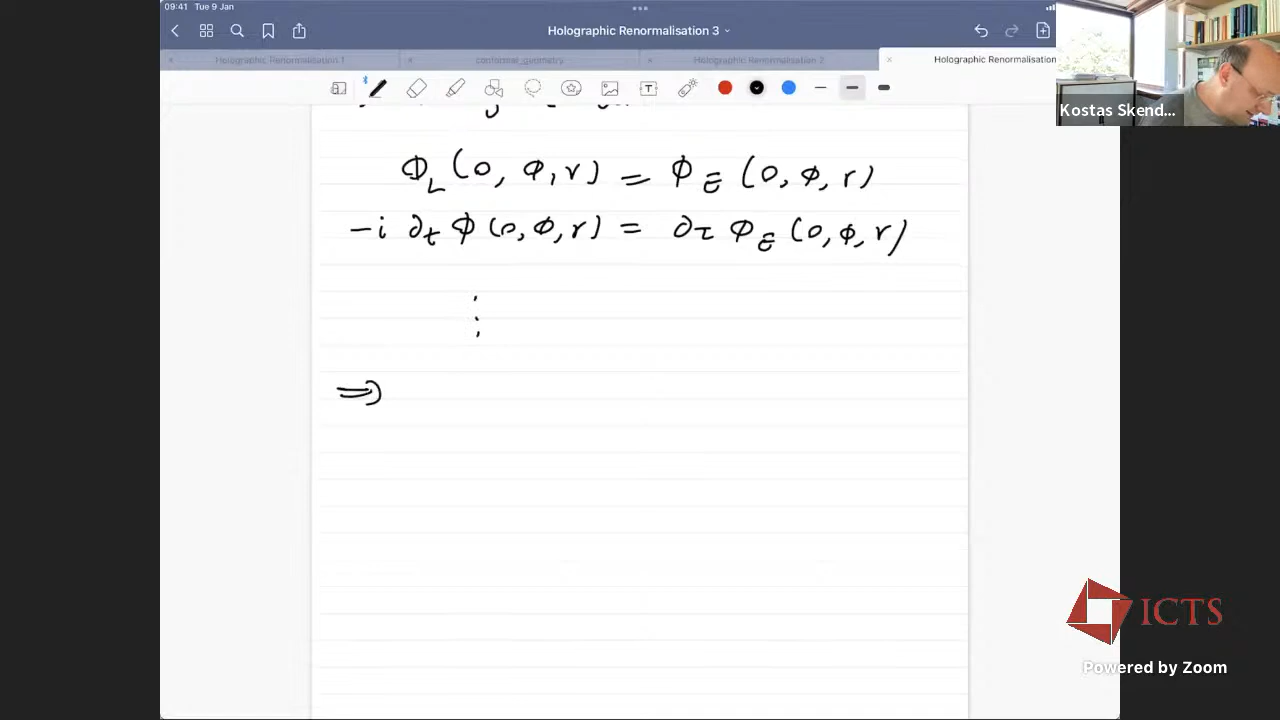 09:41 Tue 9 Jan
Holographic Renormalisation 3
Holographic Renormalisation 1
conformal_geometry
Holographic Renormalisation 2
Holographic Renormalisation
Kostas Skend...
Φ_L (0, φ, r) = Φ_E (0, φ, r)
-i ∂_t Φ (0, φ, r) = ∂_τ Φ_E (0, φ, r)
⋮
⇒
ICTS
Powered by Zoom